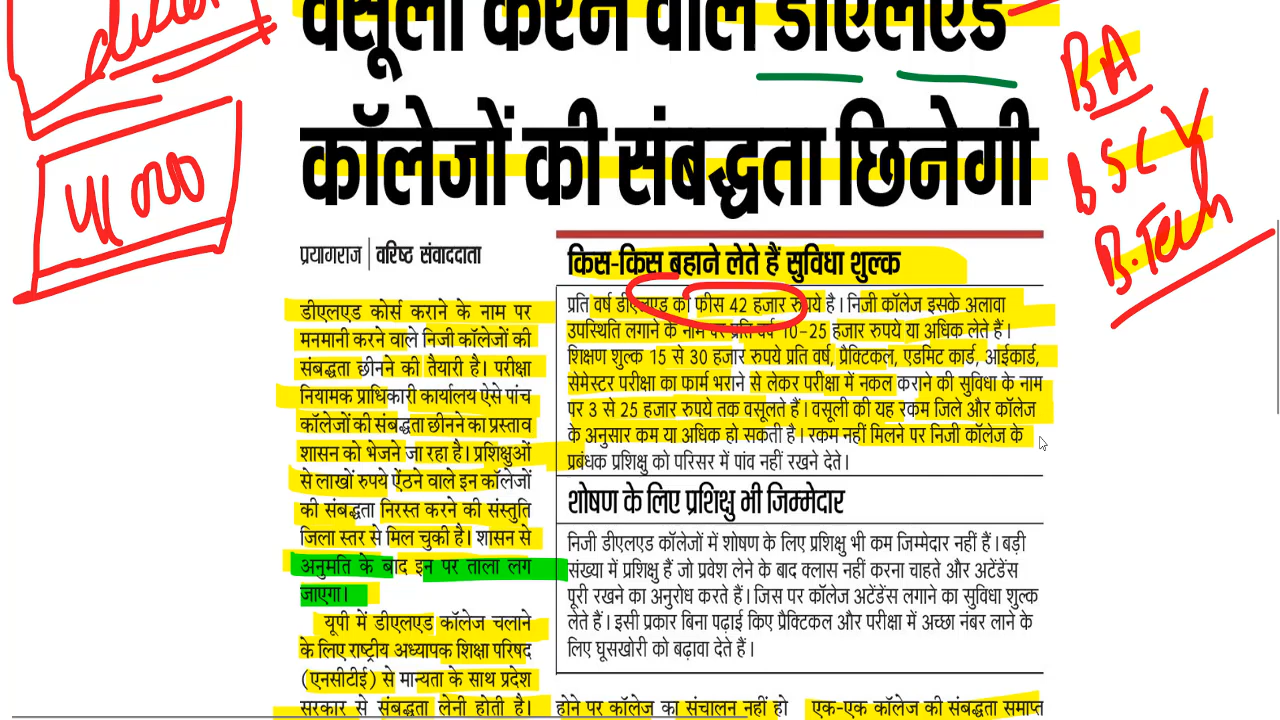 वसूली करने वाले डीएलएड
कॉलेजों की संबद्धता छिनेगी
41000
BA
BSC
B.Tech
प्रयागराज | वरिष्ठ संवाददाता
डीएलएड कोर्स कराने के नाम पर
मनमानी करने वाले निजी कॉलेजों की
संबद्धता छीनने की तैयारी है। परीक्षा
नियामक प्राधिकारी कार्यालय ऐसे पांच
कॉलेजों की संबद्धता छीनने का प्रस्ताव
शासन को भेजने जा रहा है। प्रशिक्षुओं
से लाखों रुपये ऐंठने वाले इन कॉलेजों
की संबद्धता निरस्त करने की संस्तुति
जिला स्तर से मिल चुकी है। शासन से
अनुमति के बाद इन पर ताला लग
जाएगा।
यूपी में डीएलएड कॉलेज चलाने
के लिए राष्ट्रीय अध्यापक शिक्षा परिषद
(एनसीटीई) से मान्यता के साथ प्रदेश
सरकार से संबद्धता लेनी होती है।
किस-किस बहाने लेते हैं सुविधा शुल्क
प्रति वर्ष डीएलएड की फीस 42 हजार रुपये है। निजी कॉलेज इसके अलावा
उपस्थिति लगाने के नाम पर प्रति वर्ष 10-25 हजार रुपये या अधिक लेते हैं।
शिक्षण शुल्क 15 से 30 हजार रुपये प्रति वर्ष, प्रैक्टिकल, एडमिट कार्ड, आईकार्ड,
सेमेस्टर परीक्षा का फार्म भराने से लेकर परीक्षा में नकल कराने की सुविधा के नाम
पर 3 से 25 हजार रुपये तक वसूलते हैं। वसूली की यह रकम जिले और कॉलेज
के अनुसार कम या अधिक हो सकती है। रकम नहीं मिलने पर निजी कॉलेज के
प्रबंधक प्रशिक्षु को परिसर में पांव नहीं रखने देते।
शोषण के लिए प्रशिक्षु भी जिम्मेदार
निजी डीएलएड कॉलेजों में शोषण के लिए प्रशिक्षु भी कम जिम्मेदार नहीं हैं। बड़ी
संख्या में प्रशिक्षु हैं जो प्रवेश लेने के बाद क्लास नहीं करना चाहते और अटेंडेंस
पूरी रखने का अनुरोध करते हैं। जिस पर कॉलेज अटेंडेंस लगाने का सुविधा शुल्क
लेते हैं। इसी प्रकार बिना पढ़ाई किए प्रैक्टिकल और परीक्षा में अच्छा नंबर लाने के
लिए घूसखोरी को बढ़ावा देते हैं।
होने पर कॉलेज का संचालन नहीं हो
एक-एक कॉलेज की संबद्धता समाप्त